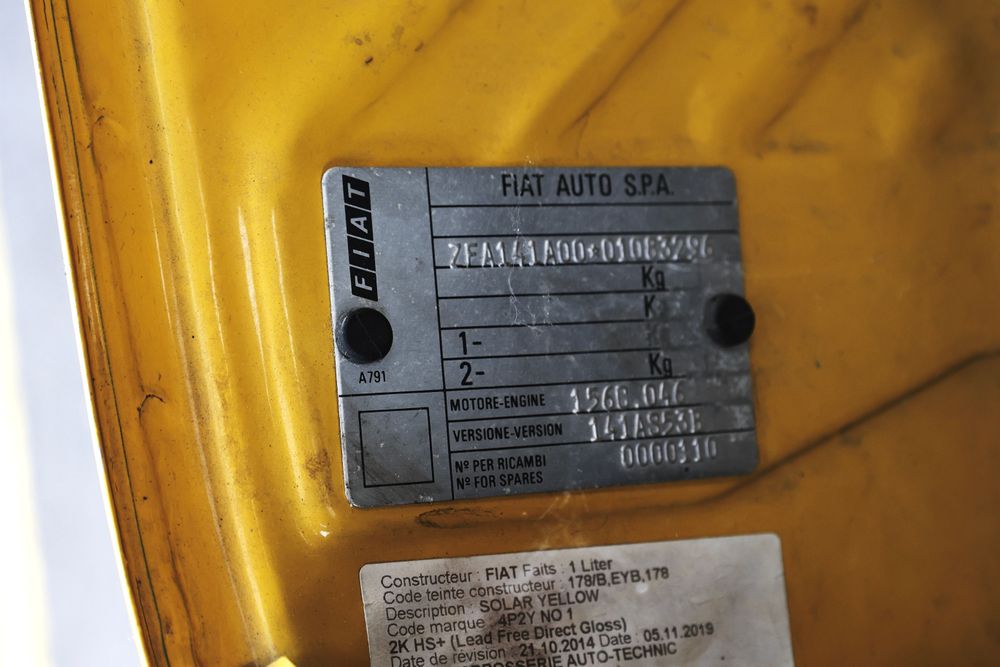 FIAT
FIAT AUTO S.P.A.
ZFA141A00*01083296
Kg
K
1-
2- Kg
A791
MOTORE-ENGINE 156C.046
VERSIONE-VERSION 141AS53B
Nº PER RICAMBI
Nº FOR SPARES 0000110
Constructeur : FIAT Faits : 1 Liter
Code teinte constructeur : 178/B,EYB,178
Description : SOLAR YELLOW
Code marque : 4P2Y NO 1
2K HS+ (Lead Free Direct Gloss)
Date de révision : 21.10.2014 Date : 05.11.2019
AUTO-TECHNIC